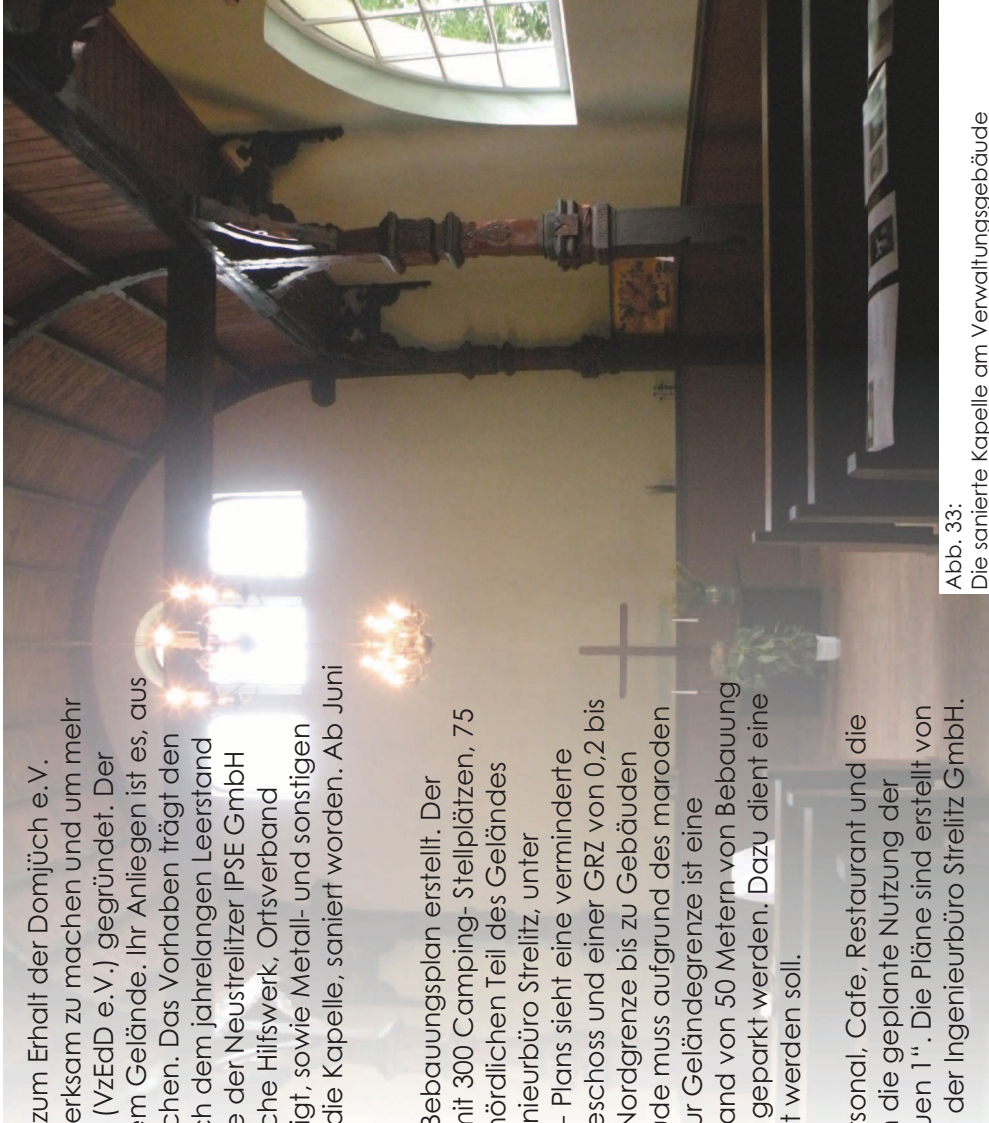 zum Erhalt der Domjüch e.V.
erksam zu machen und um mehr
(VzEdD e.V.) gegründet. Der
em Gelände. Ihr Anliegen ist es, aus
chen. Das Vorhaben trägt den
ch dem jahrelangen Leerstand
e der Neustrelitzer IPSE GmbH
che Hilfswerk, Ortsverband
igt, sowie Metall- und sonstigen
die Kapelle, saniert worden. Ab Juni
Bebauungsplan erstellt. Der
mit 300 Camping- Stellplätzen, 75
nördlichen Teil des Geländes
nieurbüro Strelitz, unter
- Plans sieht eine verminderte
eschoss und einer GRZ von 0,2 bis
Nordgrenze bis zu Gebäuden
ude muss aufgrund des maroden
ur Geländegrenze ist eine
and von 50 Metern von Bebauung
geparkt werden. Dazu dient eine
t werden soll.
sonal, Cafe, Restaurant und die
n die geplante Nutzung der
uen 1“. Die Pläne sind erstellt von
der Ingenieurbüro Strelitz GmbH.
Abb. 33:
Die sanierte Kapelle am Verwaltungsgebäude